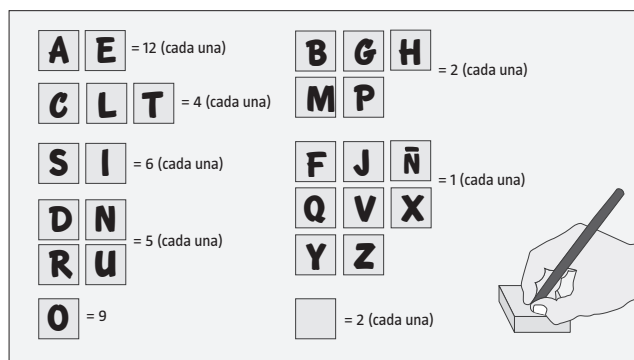 A E = 12 (cada una)
C L T = 4 (cada una)
S I = 6 (cada una)
D N
R U = 5 (cada una)
O = 9
B G H
M P = 2 (cada una)
F J Ñ
Q V X = 1 (cada una)
Y Z
= 2 (cada una)